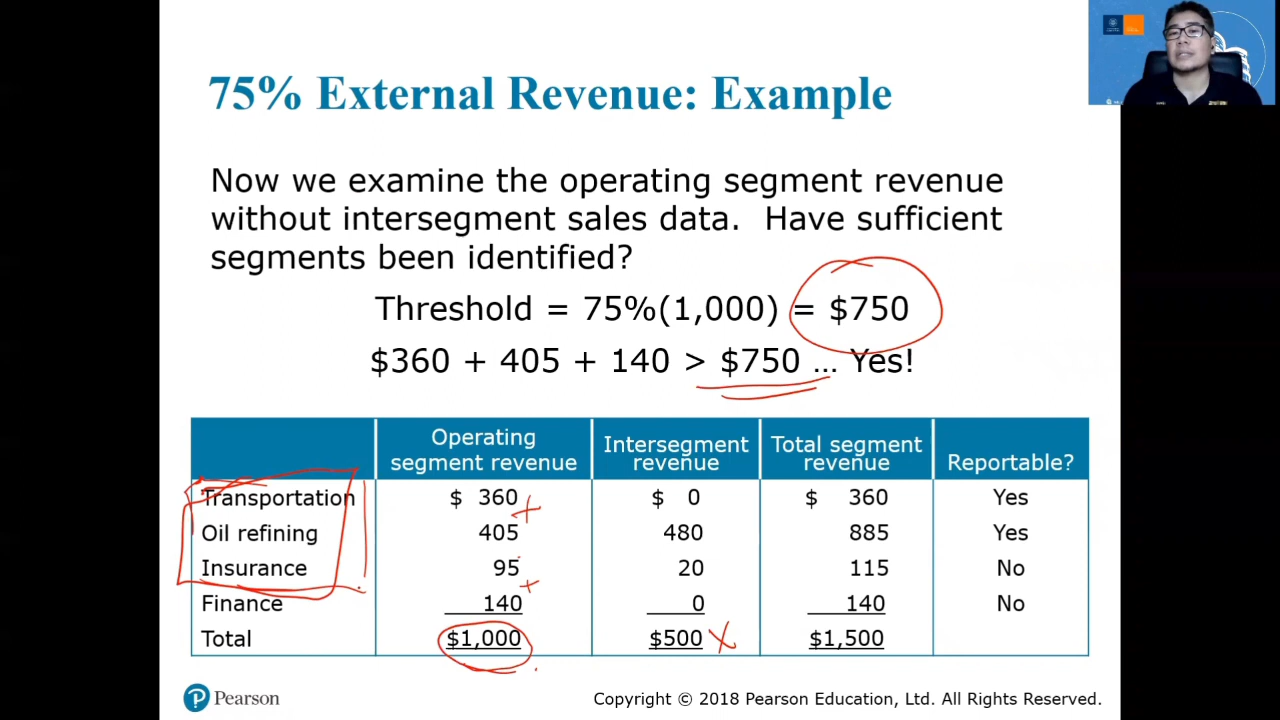 75% External Revenue: Example
Now we examine the operating segment revenue
without intersegment sales data.  Have sufficient
segments been identified?
Threshold = 75%(1,000) = $750
$360 + 405 + 140 > $750 … Yes!
Operating segment revenue Intersegment revenue Total segment revenue Reportable?
Transportation $ 360 $ 0 $ 360 Yes
Oil refining 405 480 885 Yes
Insurance 95 20 115 No
Finance 140 0 140 No
Total $1,000 $500 $1,500
Pearson
Copyright © 2018 Pearson Education, Ltd. All Rights Reserved.